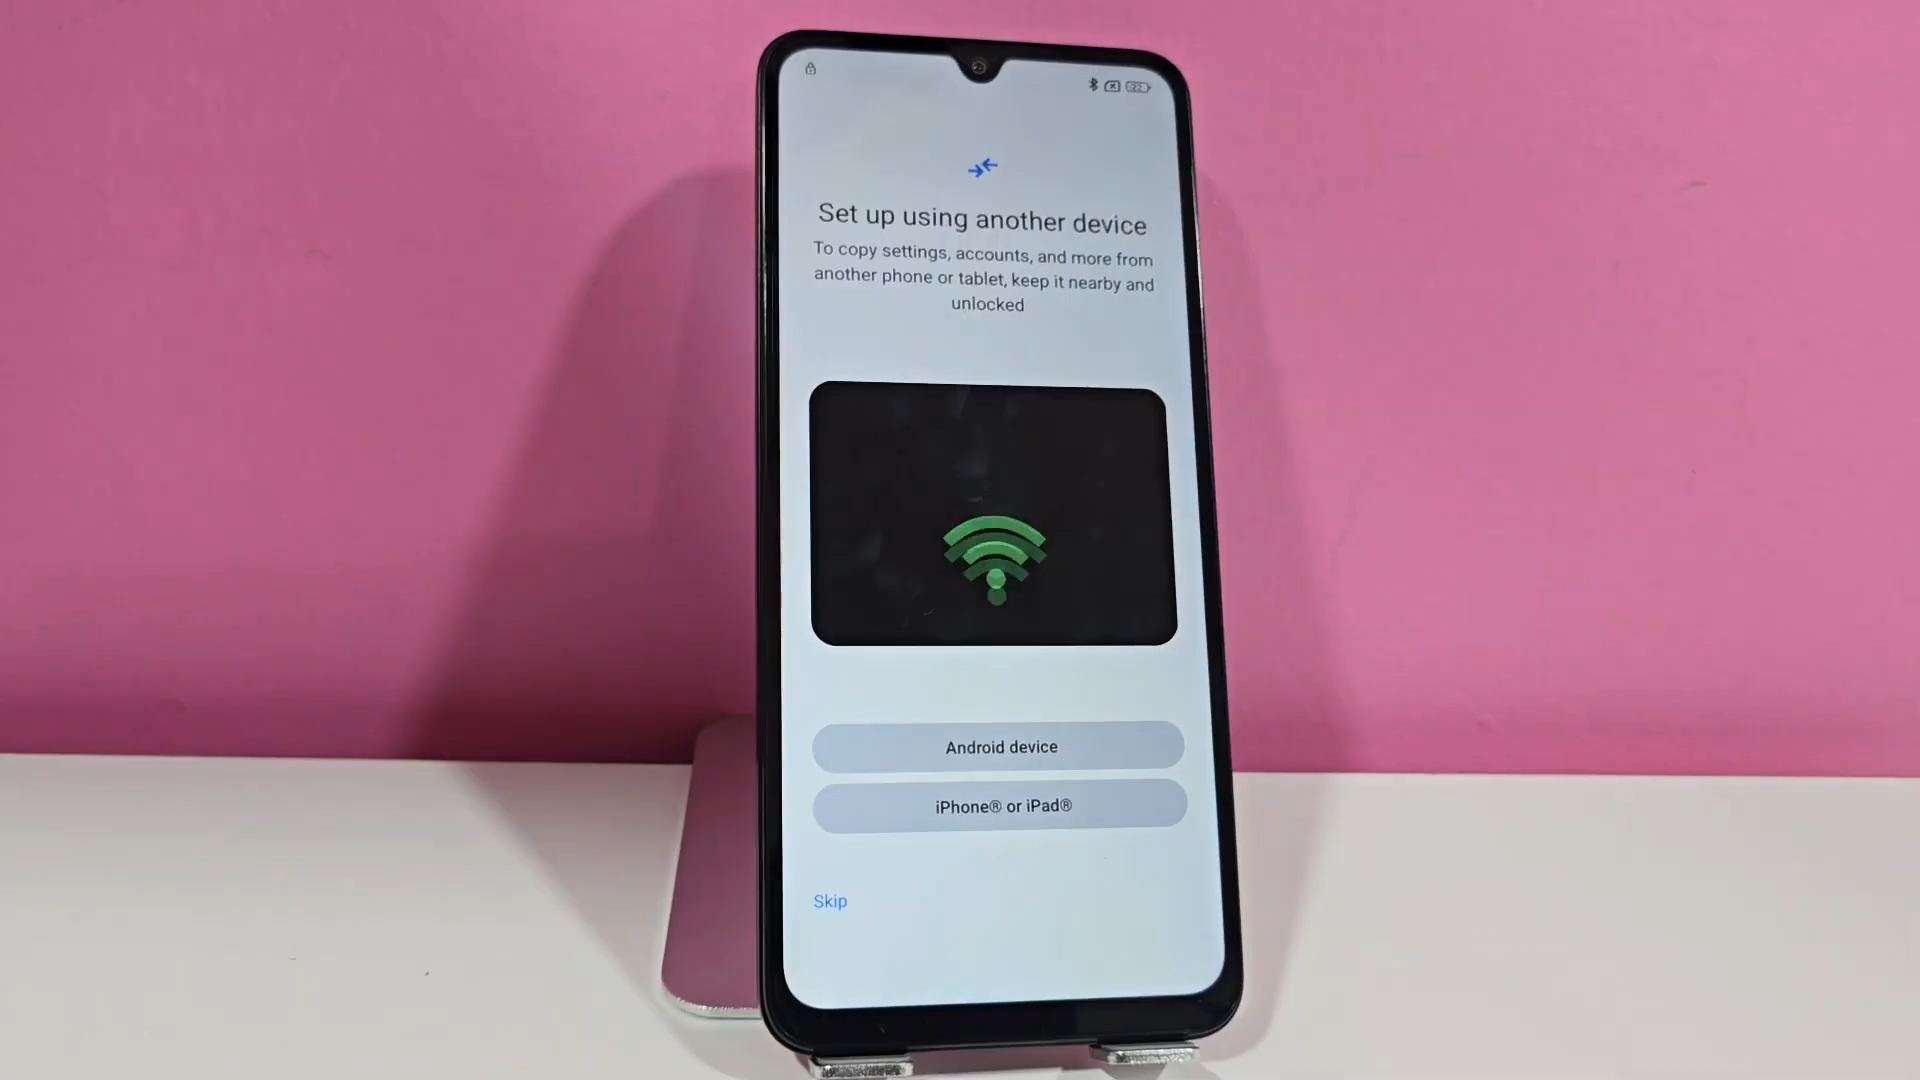 22
Set up using another device
To copy settings, accounts, and more from
another phone or tablet, keep it nearby and
unlocked
Android device
iPhone® or iPad®
Skip